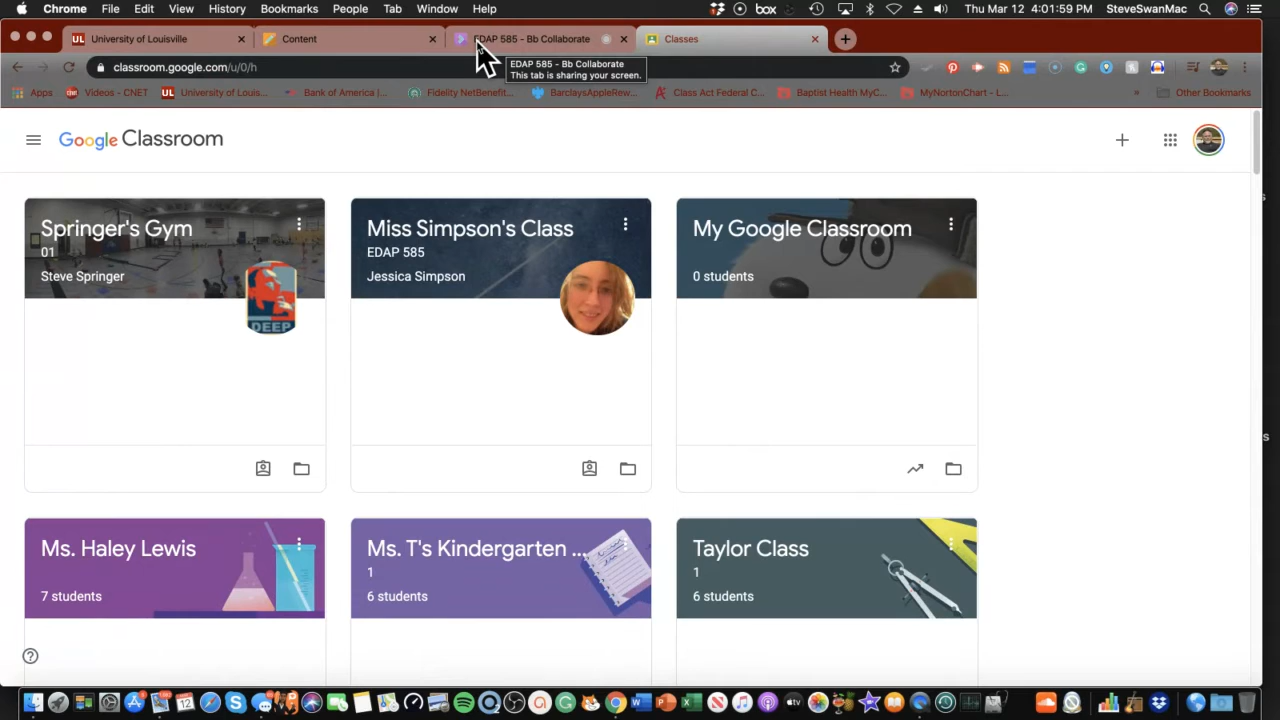 Chrome File Edit View History Bookmarks People Tab Window Help box Thu Mar 12 4:01:59 PM SteveSwanMac
University of Louisville Content EDAP 585 - Bb Collaborate Classes
classroom.google.com/u/0/h
EDAP 585 - Bb Collaborate
This tab is sharing your screen.
Apps Videos - CNET University of Louis... Bank of America |... Fidelity NetBenefit... BarclaysAppleRew... Class Act Federal C... Baptist Health MyC... MyNortonChart - L... » Other Bookmarks
Google Classroom
Springer's Gym
01
Steve Springer
DEEP
Miss Simpson's Class
EDAP 585
Jessica Simpson
My Google Classroom
0 students
Ms. Haley Lewis
7 students
Ms. T's Kindergarten ...
1
6 students
Taylor Class
1
6 students